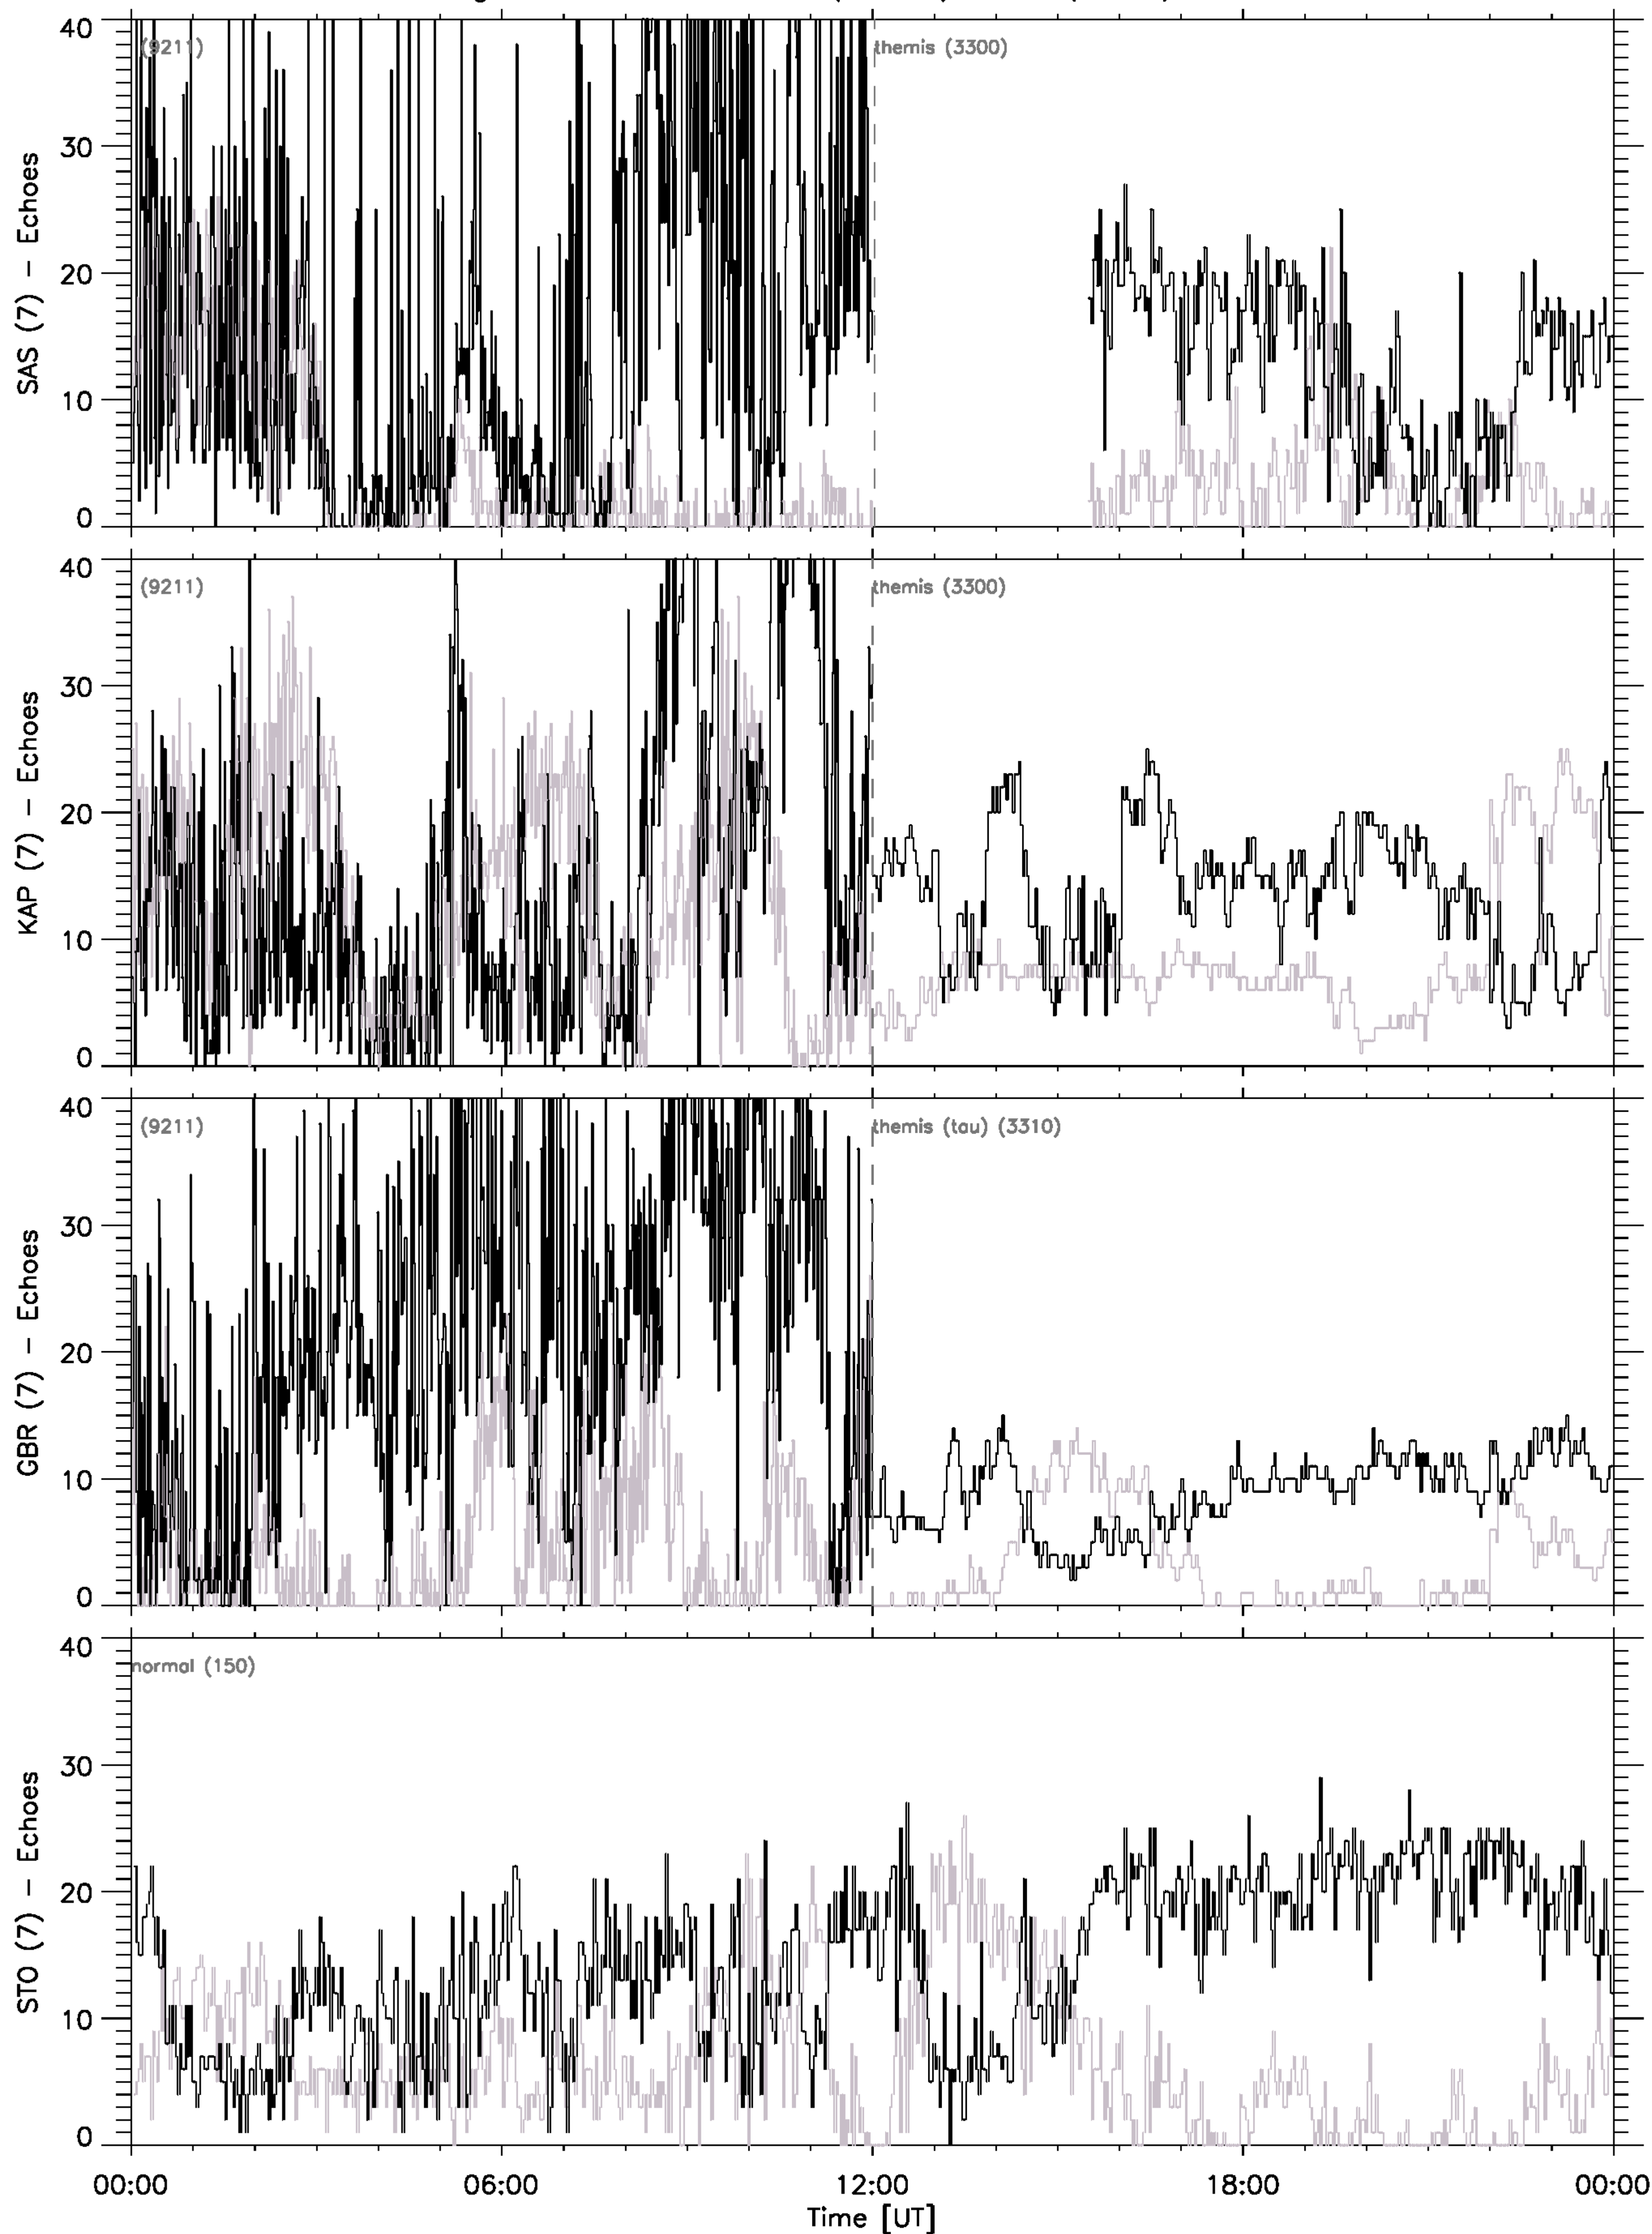 40
(9211)
themis (3300)
30
20
10
0
SAS (7) - Echoes
40
(9211)
themis (3300)
30
20
10
0
KAP (7) - Echoes
40
(9211)
themis (tau) (3310)
30
20
10
0
GBR (7) - Echoes
40
normal (150)
30
20
10
0
STO (7) - Echoes
00:00 06:00 12:00 18:00 00:00
Time [UT]